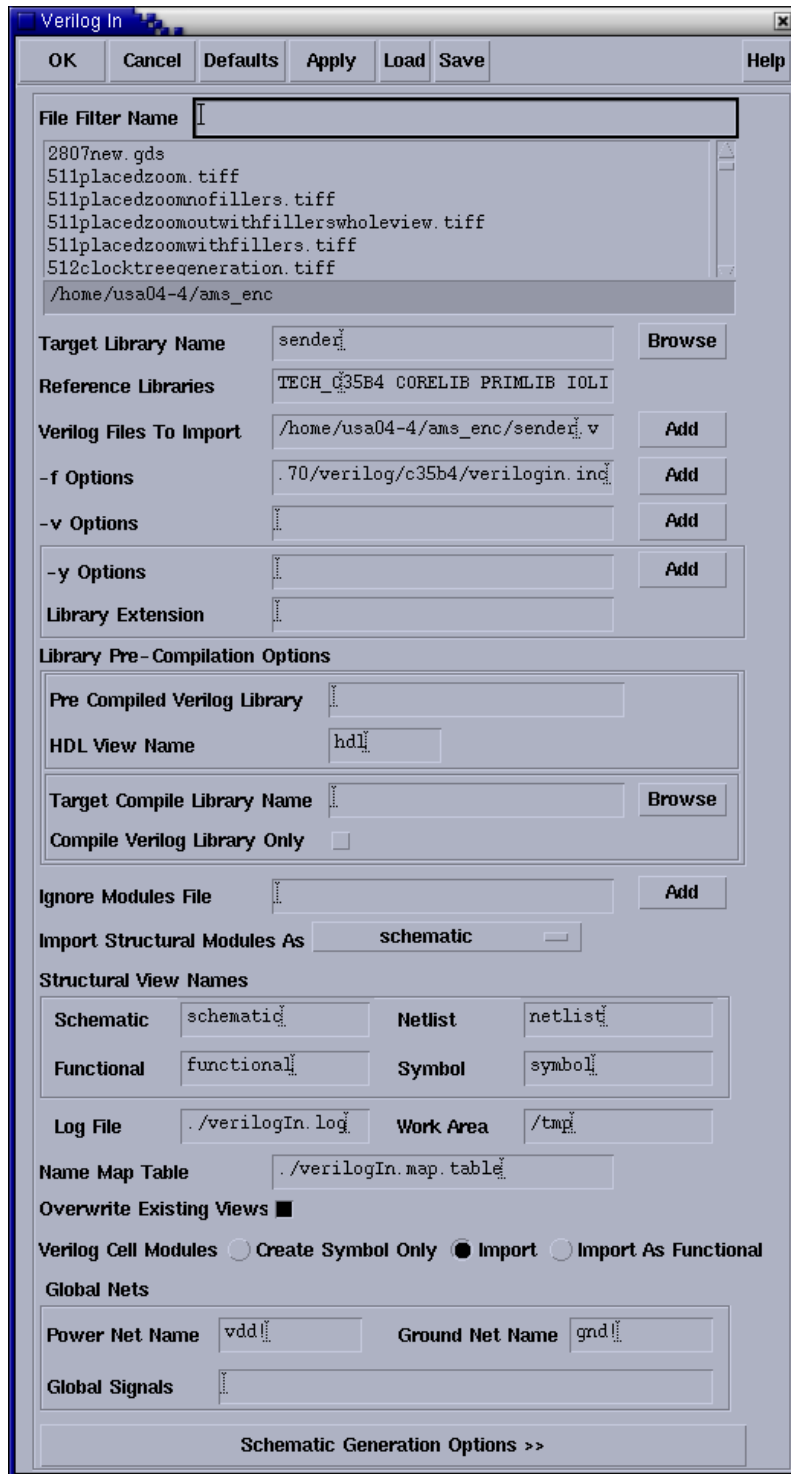 Verilog In
OK Cancel Defaults Apply Load Save Help
File Filter Name
2807new.gds
511placedzoom.tiff
511placedzoomnofillers.tiff
511placedzoomoutwithfillerswholeview.tiff
511placedzoomwithfillers.tiff
512clocktreegeneration.tiff
/home/usa04-4/ams_enc
Target Library Name sender Browse
Reference Libraries TECH_C35B4 CORELIB PRIMLIB IOLI
Verilog Files To Import /home/usa04-4/ams_enc/sender.v Add
-f Options .70/verilog/c35b4/verilogin.inc Add
-v Options Add
-y Options Add
Library Extension
Library Pre-Compilation Options
Pre Compiled Verilog Library
HDL View Name hdl
Target Compile Library Name Browse
Compile Verilog Library Only
Ignore Modules File Add
Import Structural Modules As schematic
Structural View Names
Schematic schematic Netlist netlist
Functional functional Symbol symbol
Log File ./verilogIn.log Work Area /tmp
Name Map Table ./verilogIn.map.table
Overwrite Existing Views
Verilog Cell Modules Create Symbol Only Import Import As Functional
Global Nets
Power Net Name vdd! Ground Net Name gnd!
Global Signals
Schematic Generation Options >>